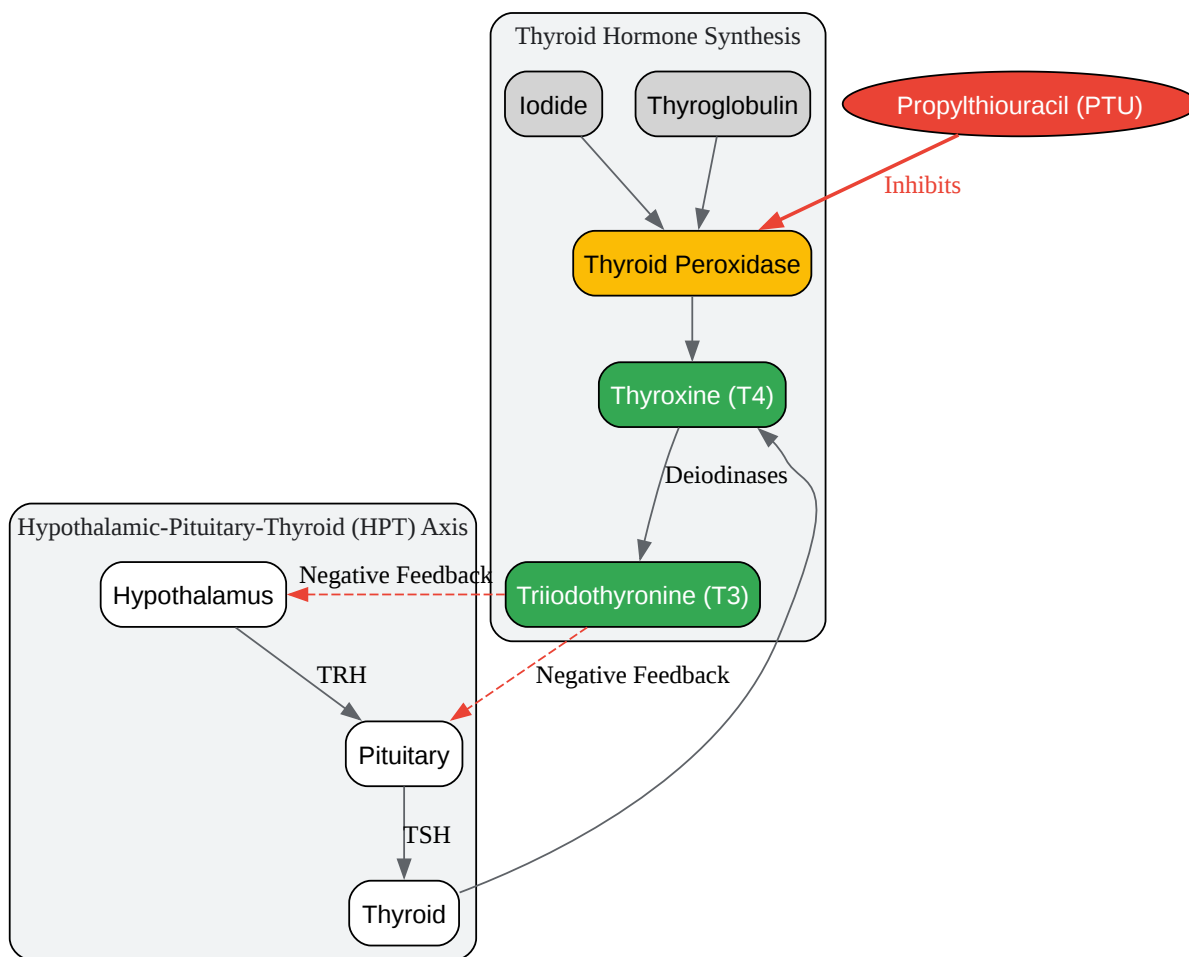 Thyroid Hormone Synthesis
Iodide
Thyroglobulin
Propylthiouracil (PTU)
Inhibits
Thyroid Peroxidase
Thyroxine (T4)
Deiodinases
Hypothalamic-Pituitary-Thyroid (HPT) Axis
Hypothalamus
Negative Feedback
Triiodothyronine (T3)
TRH
Negative Feedback
Pituitary
TSH
Thyroid